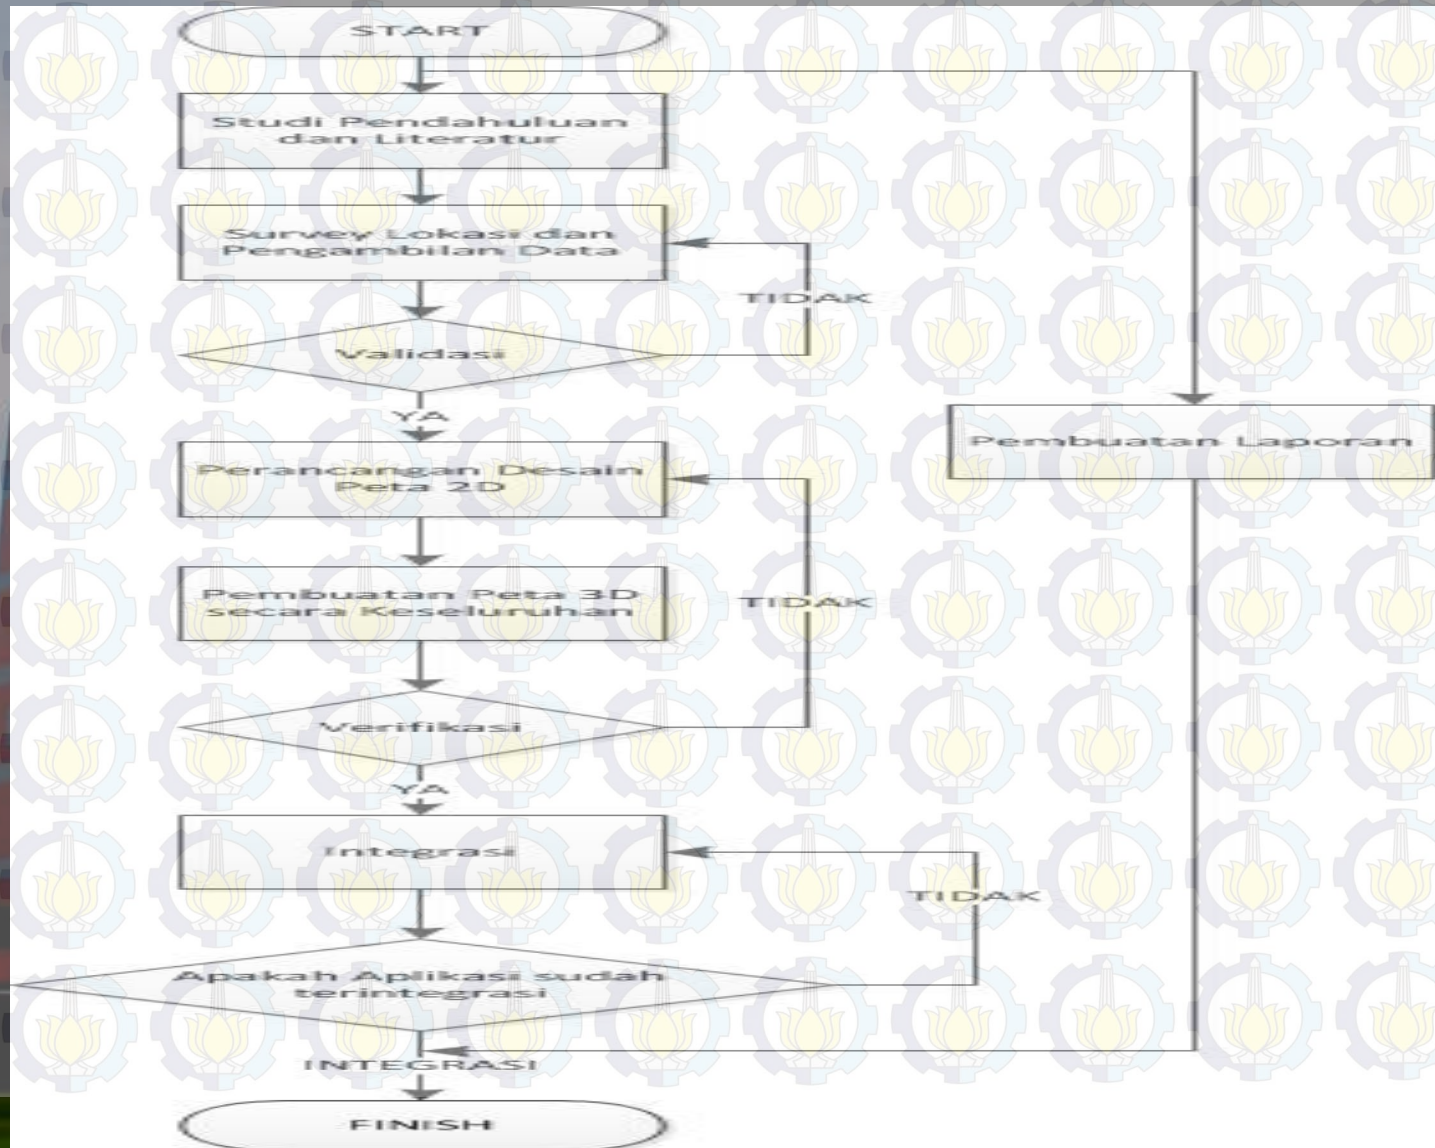 START
Studi Pendahuluan
dan Literatur
Survey Lokasi dan
Pengambilan Data
TIDAK
Validasi
YA
Pembuatan Laporan
Perancangan Desain
Peta 2D
Pembuatan Peta 3D
secara Keseluruhan
TIDAK
Verifikasi
YA
Integrasi
TIDAK
Apakah Aplikasi sudah
terintegrasi
INTEGRASI
FINISH